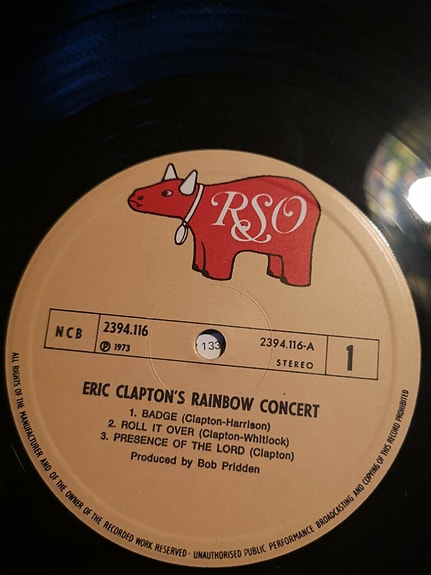 RSO
NCB
2394.116
℗ 1973
133
2394.116-A
STEREO
1
ERIC CLAPTON'S RAINBOW CONCERT
1. BADGE (Clapton-Harrison)
2. ROLL IT OVER (Clapton-Whitlock)
3. PRESENCE OF THE LORD (Clapton)
Produced by Bob Pridden
ALL RIGHTS OF THE MANUFACTURER AND OF THE OWNER OF THE RECORDED WORK RESERVED · UNAUTHORISED PUBLIC PERFORMANCE BROADCASTING AND COPYING OF THIS RECORD PROHIBITED